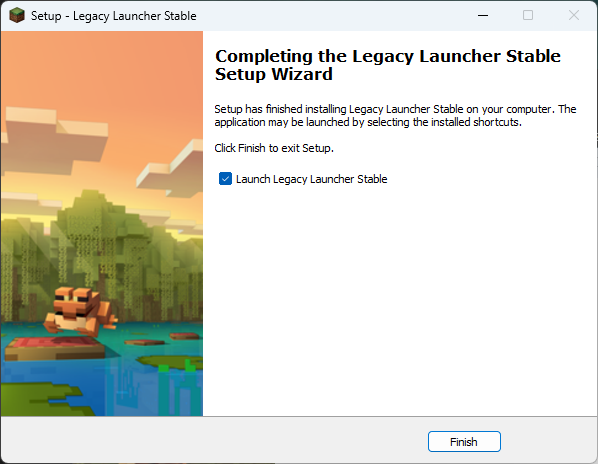 Setup - Legacy Launcher Stable
Completing the Legacy Launcher Stable
Setup Wizard
Setup has finished installing Legacy Launcher Stable on your computer. The
application may be launched by selecting the installed shortcuts.
Click Finish to exit Setup.
Launch Legacy Launcher Stable
Finish